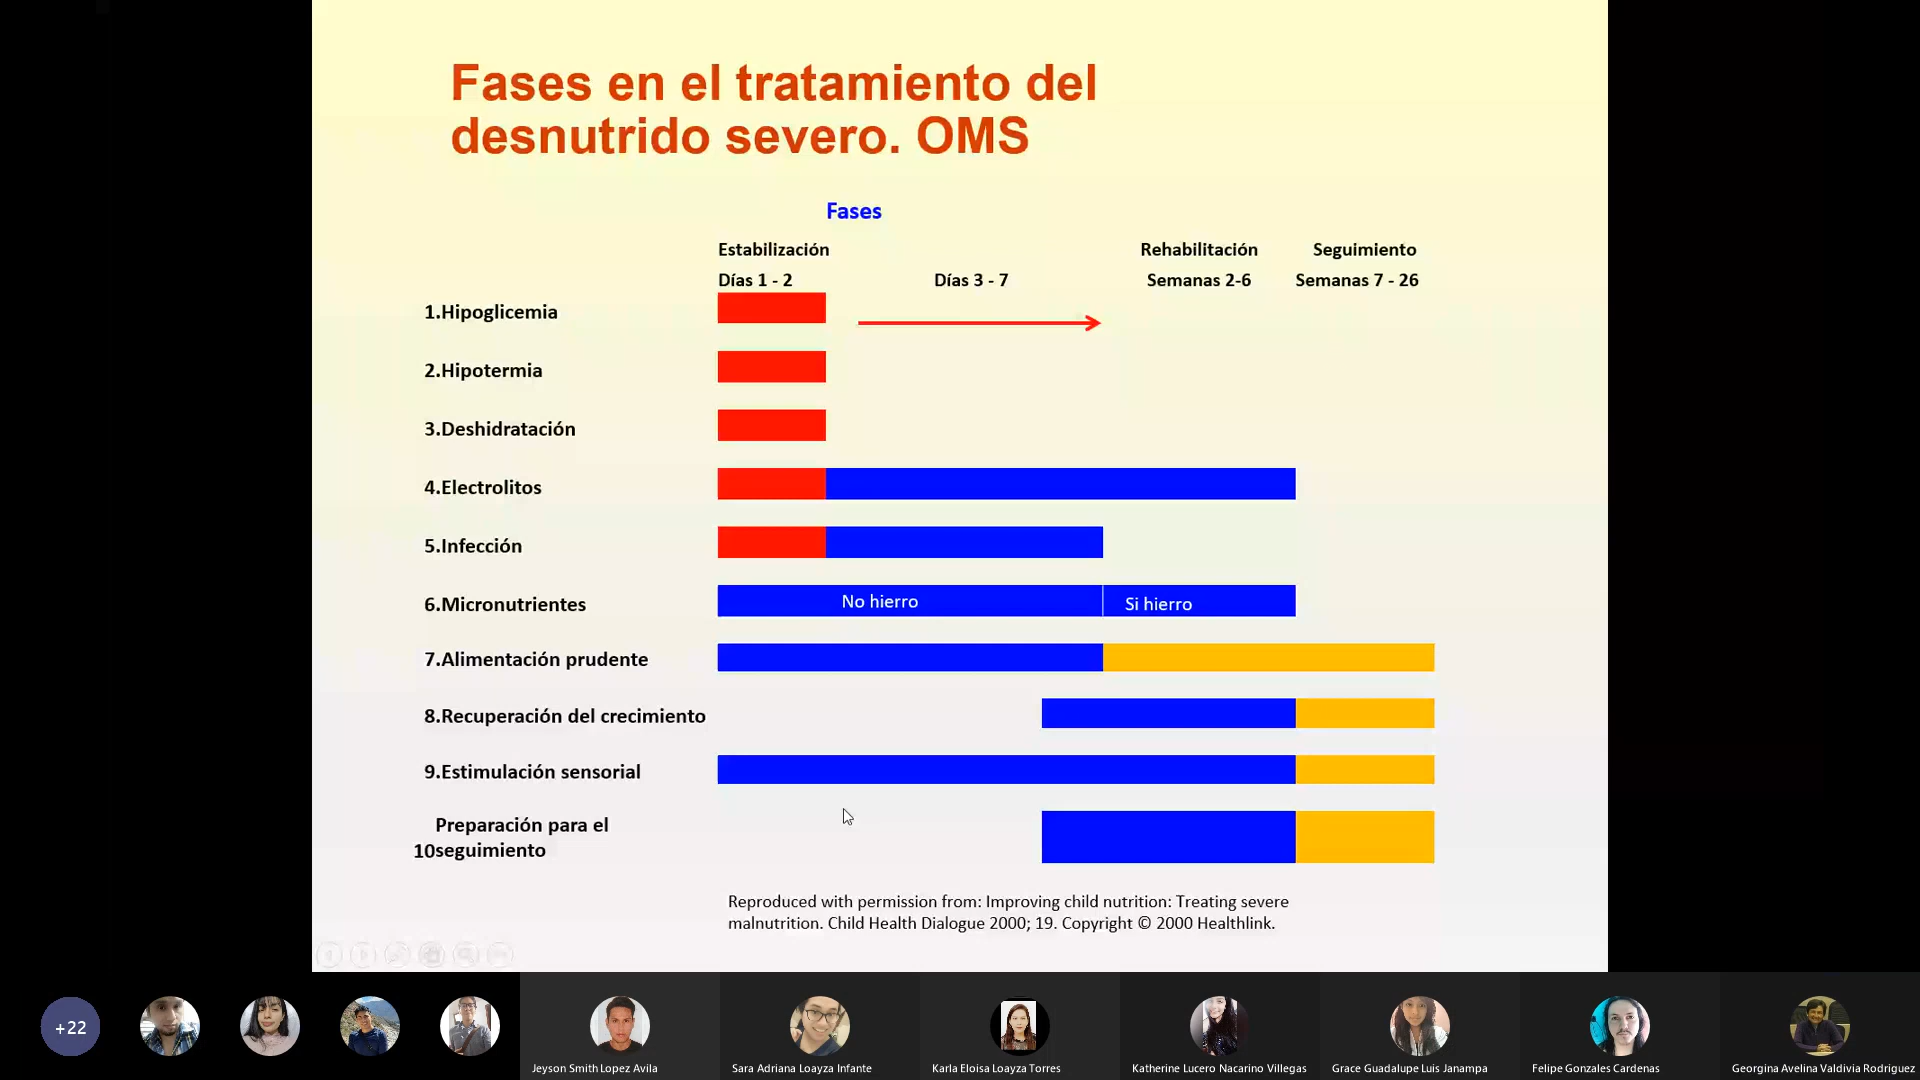 Fases en el tratamiento del
desnutrido severo. OMS
Fases
Estabilización
Rehabilitación
Seguimiento
Días 1 - 2
Días 3 - 7
Semanas 2-6
Semanas 7 - 26
1.Hipoglicemia
2.Hipotermia
3.Deshidratación
4.Electrolitos
5.Infección
6.Micronutrientes
No hierro
Si hierro
7.Alimentación prudente
8.Recuperación del crecimiento
9.Estimulación sensorial
Preparación para el
10seguimiento
Reproduced with permission from: Improving child nutrition: Treating severe
malnutrition. Child Health Dialogue 2000; 19. Copyright © 2000 Healthlink.
+22
Jeyson Smith Lopez Avila
Sara Adriana Loayza Infante
Karla Eloisa Loayza Torres
Katherine Lucero Nacarino Villegas
Grace Guadalupe Luis Janampa
Felipe Gonzales Cardenas
Georgina Avelina Valdivia Rodriguez